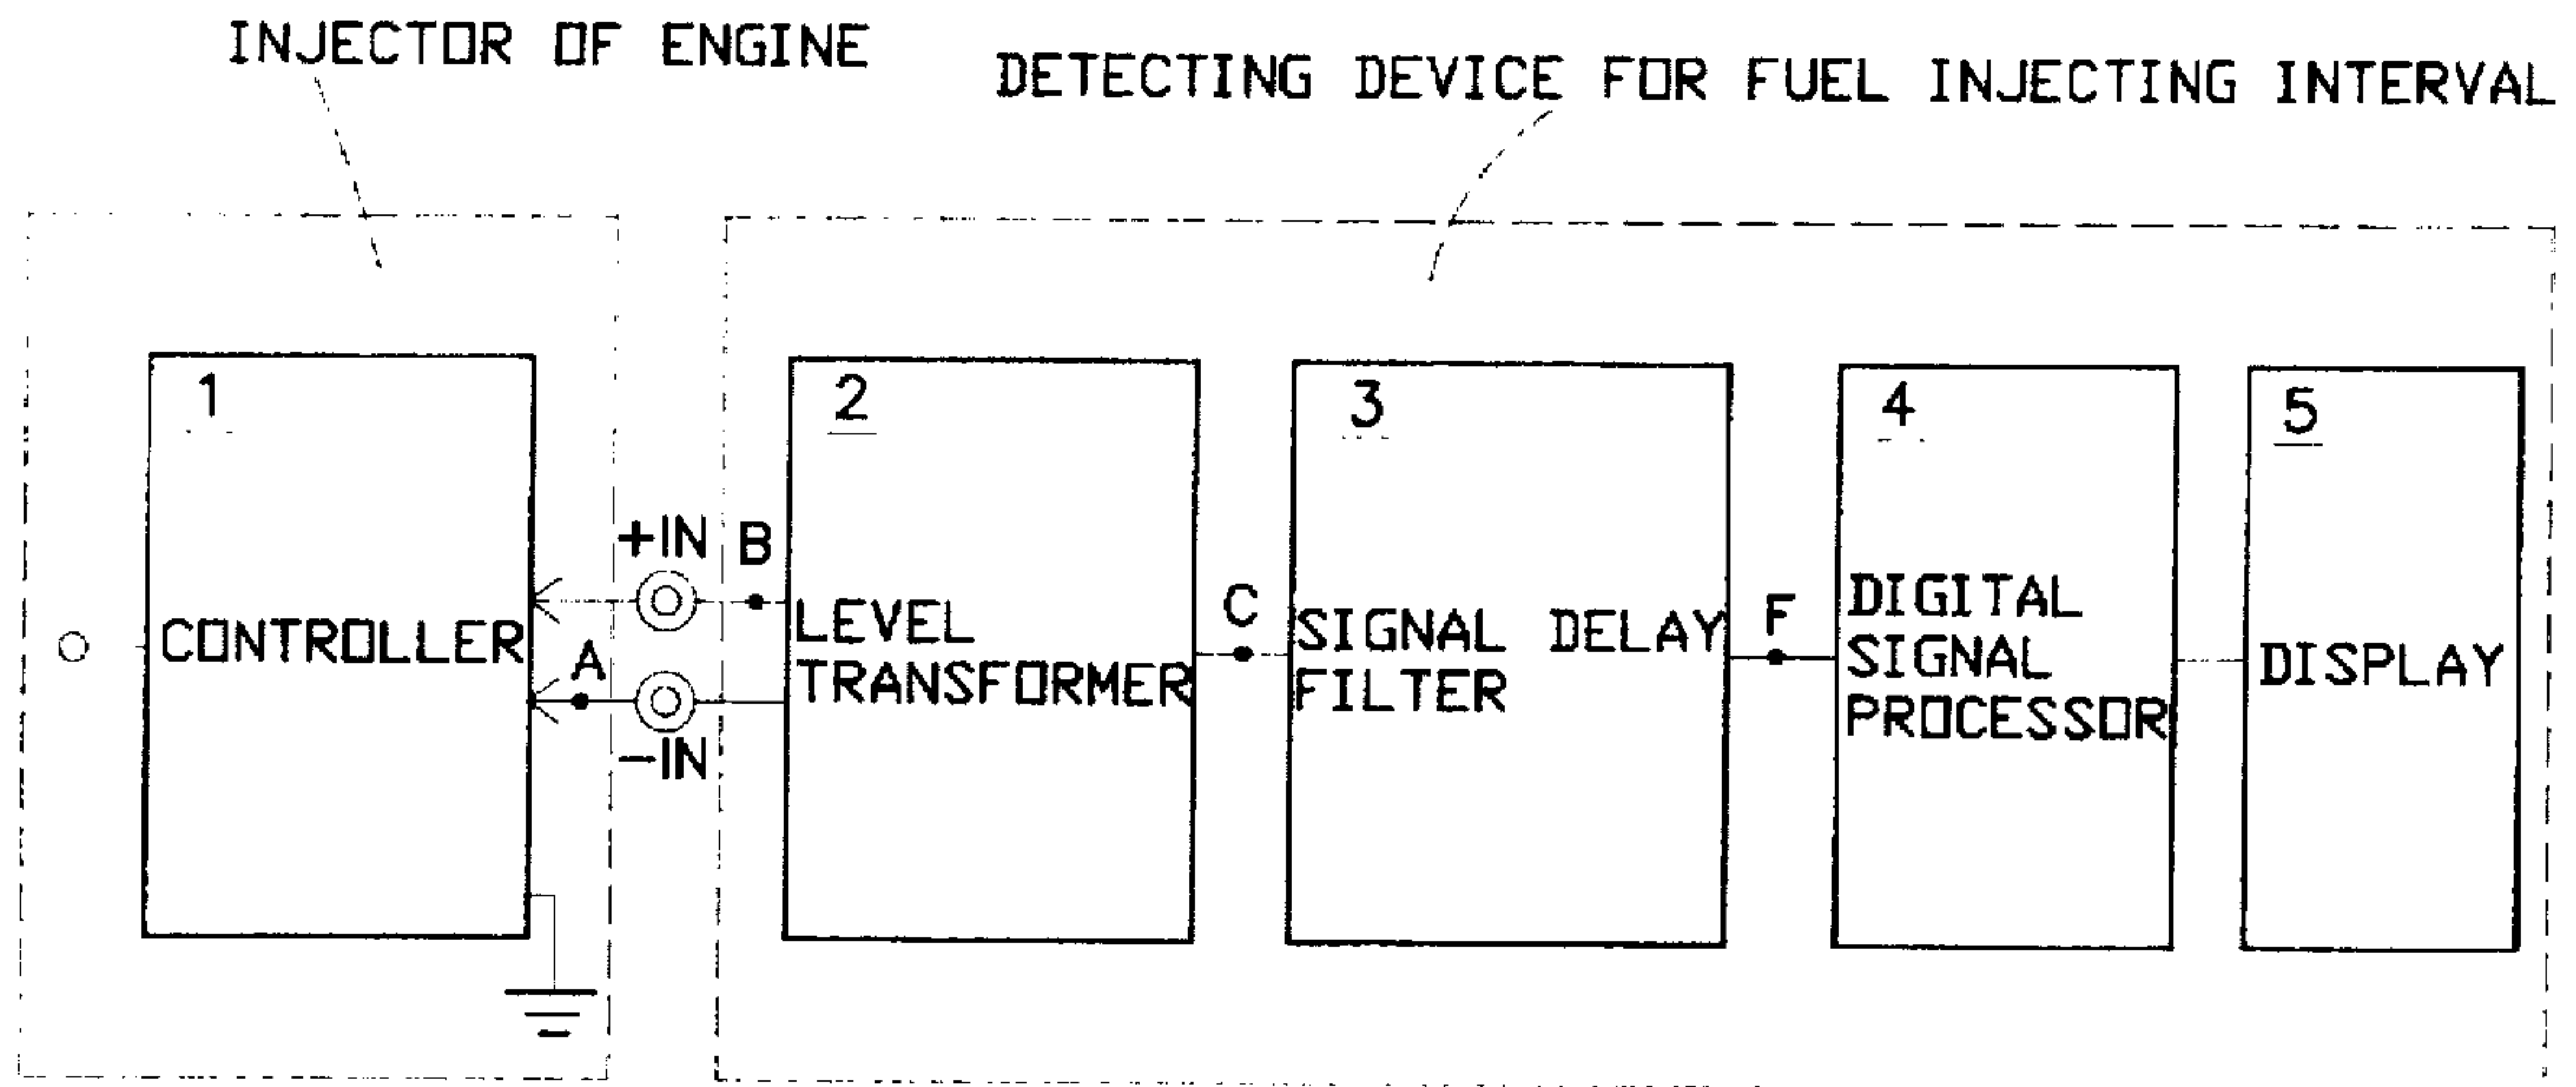 INJECTOR OF ENGINE
DETECTING DEVICE FOR FUEL INJECTING INTERVAL
1
2
3
4
5
+IN
B
A
-IN
C
F
CONTROLLER
LEVEL
TRANSFORMER
SIGNAL DELAY
FILTER
DIGITAL
SIGNAL
PROCESSOR
DISPLAY